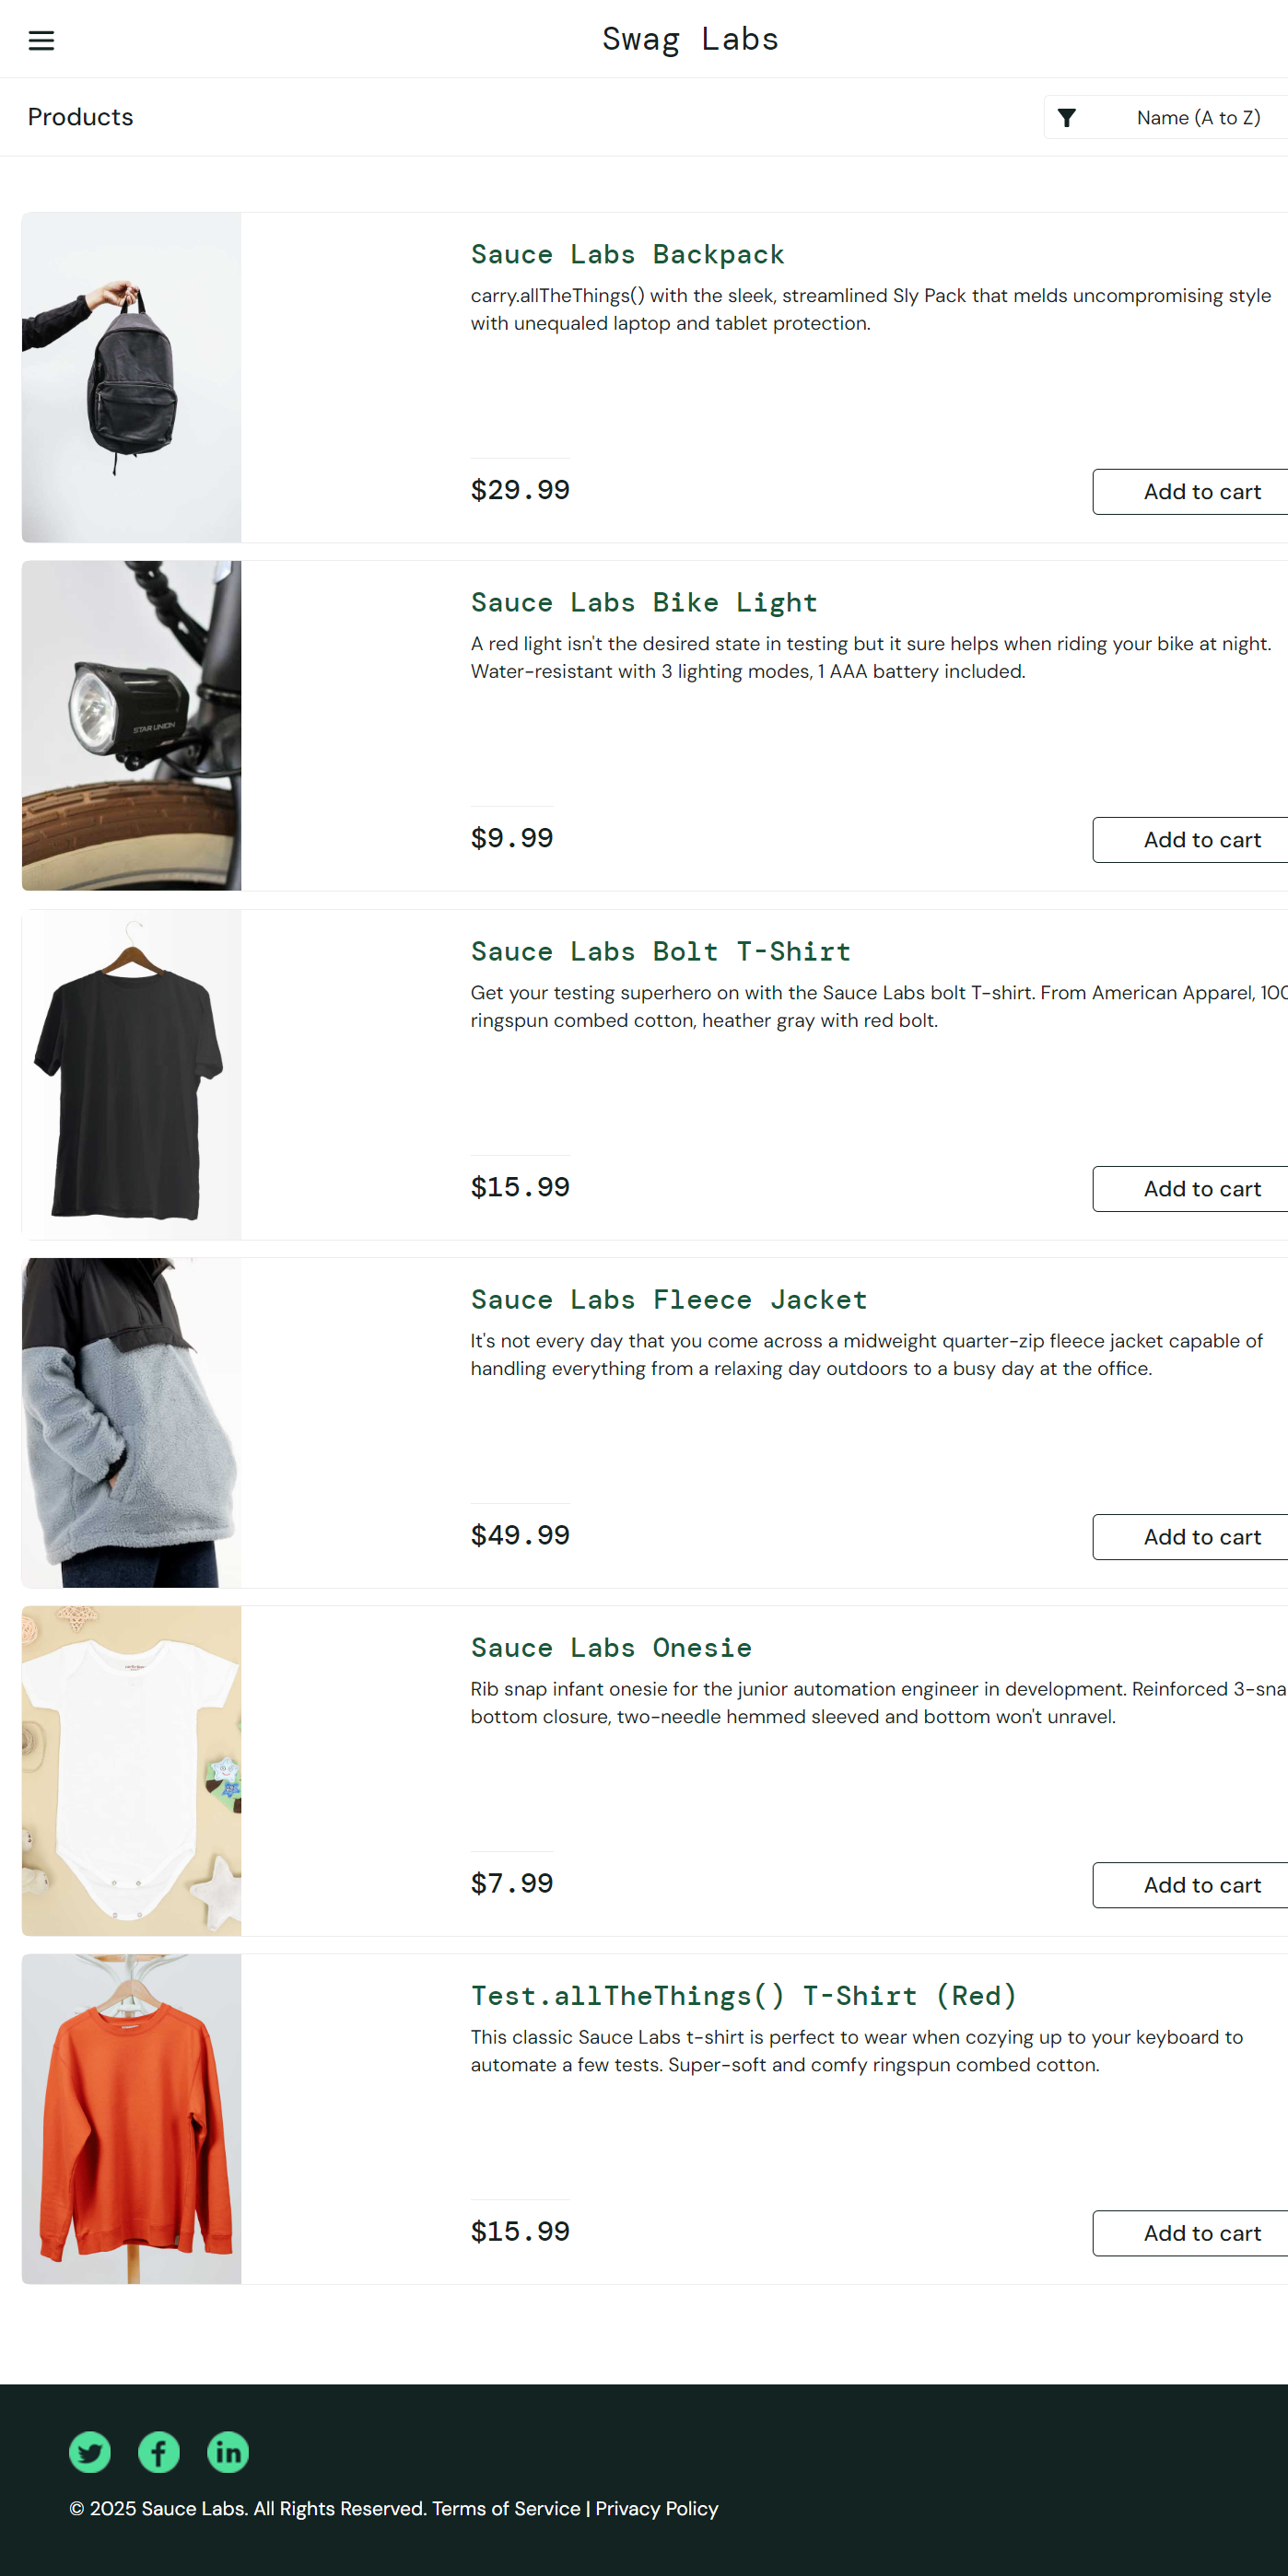 Swag Labs
Products
Name (A to Z)
Sauce Labs Backpack
carry.allTheThings() with the sleek, streamlined Sly Pack that melds uncompromising style
with unequaled laptop and tablet protection.
$29.99
Add to cart
STAR UNION
Sauce Labs Bike Light
A red light isn't the desired state in testing but it sure helps when riding your bike at night.
Water-resistant with 3 lighting modes, 1 AAA battery included.
$9.99
Add to cart
Sauce Labs Bolt T-Shirt
Get your testing superhero on with the Sauce Labs bolt T-shirt. From American Apparel, 100
ringspun combed cotton, heather gray with red bolt.
$15.99
Add to cart
Sauce Labs Fleece Jacket
It's not every day that you come across a midweight quarter-zip fleece jacket capable of
handling everything from a relaxing day outdoors to a busy day at the office.
$49.99
Add to cart
Sauce Labs Onesie
Rib snap infant onesie for the junior automation engineer in development. Reinforced 3-sna
bottom closure, two-needle hemmed sleeved and bottom won't unravel.
$7.99
Add to cart
Test.allTheThings() T-Shirt (Red)
This classic Sauce Labs t-shirt is perfect to wear when cozying up to your keyboard to
automate a few tests. Super-soft and comfy ringspun combed cotton.
$15.99
Add to cart
© 2025 Sauce Labs. All Rights Reserved. Terms of Service | Privacy Policy